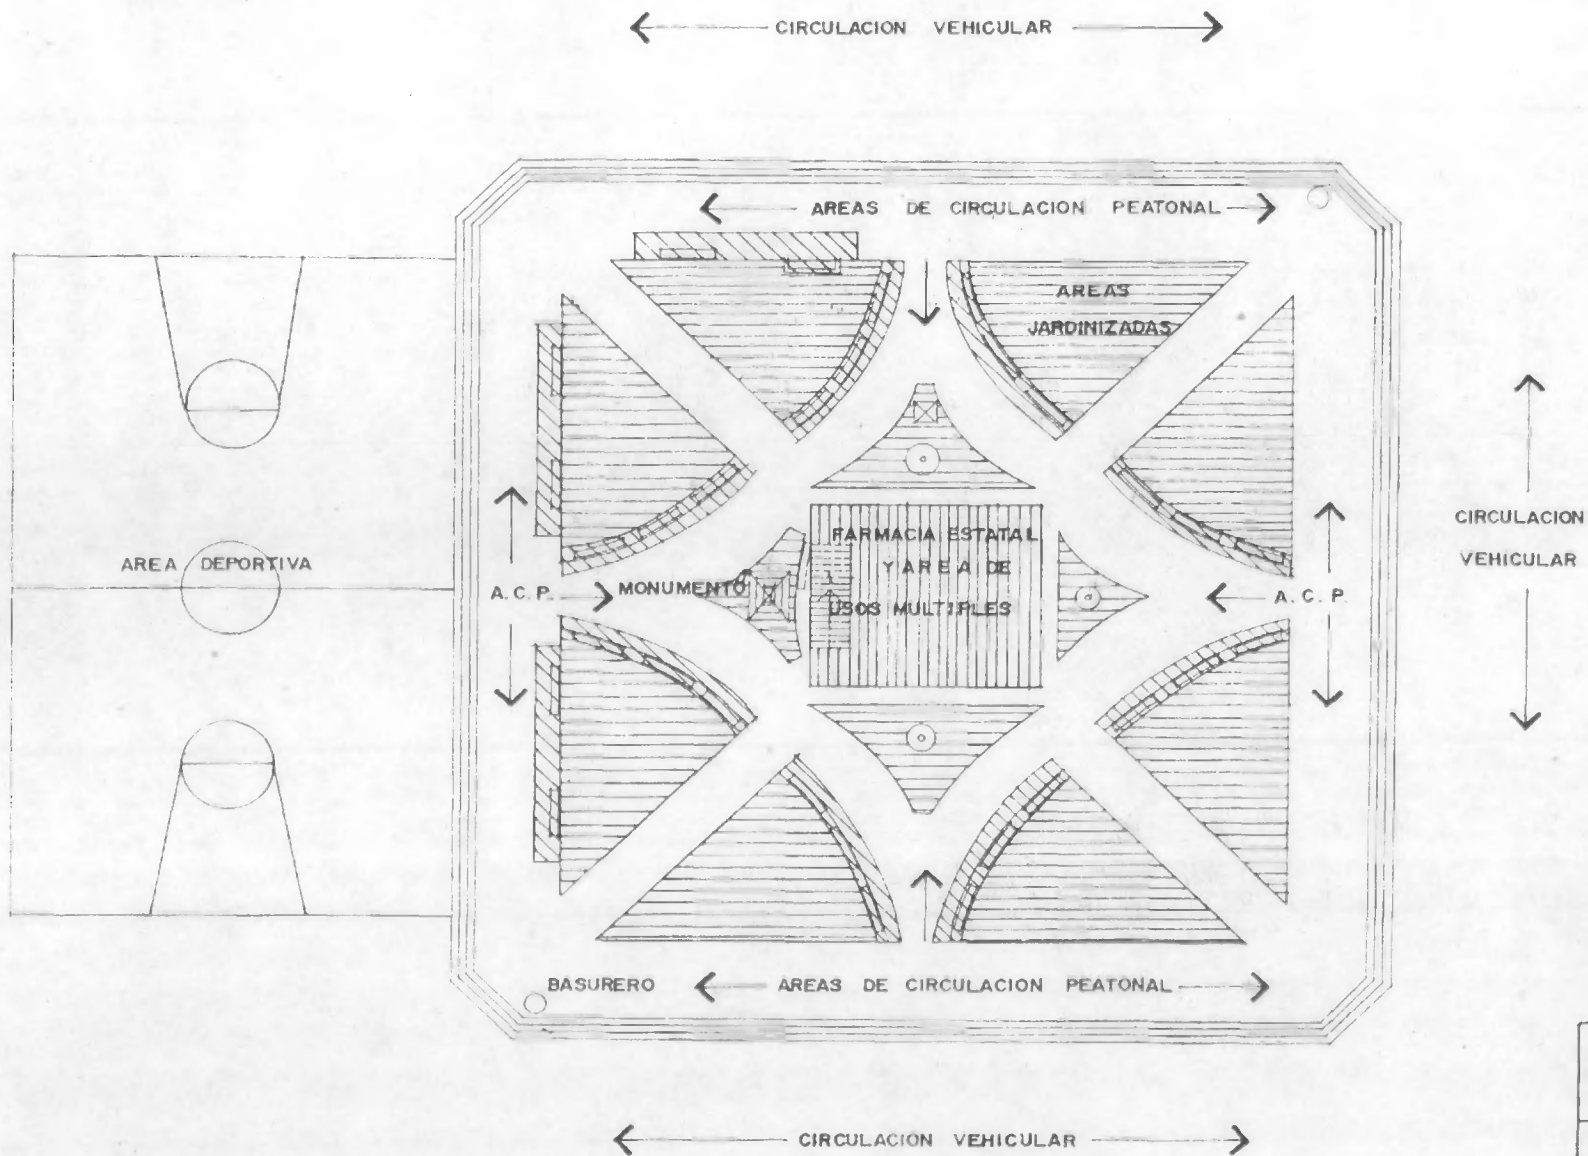 CIRCULACION VEHICULAR
AREAS DE CIRCULACION PEATONAL
AREAS
JARDINIZADAS
CIRCULACION
VEHICULAR
FARMACIA ESTATAL
Y AREA DE
USOS MULTIPLES
AREA DEPORTIVA
A. C. P.
MONUMENTO
A. C. P.
BASURERO
AREAS DE CIRCULACION PEATONAL
CIRCULACION VEHICULAR